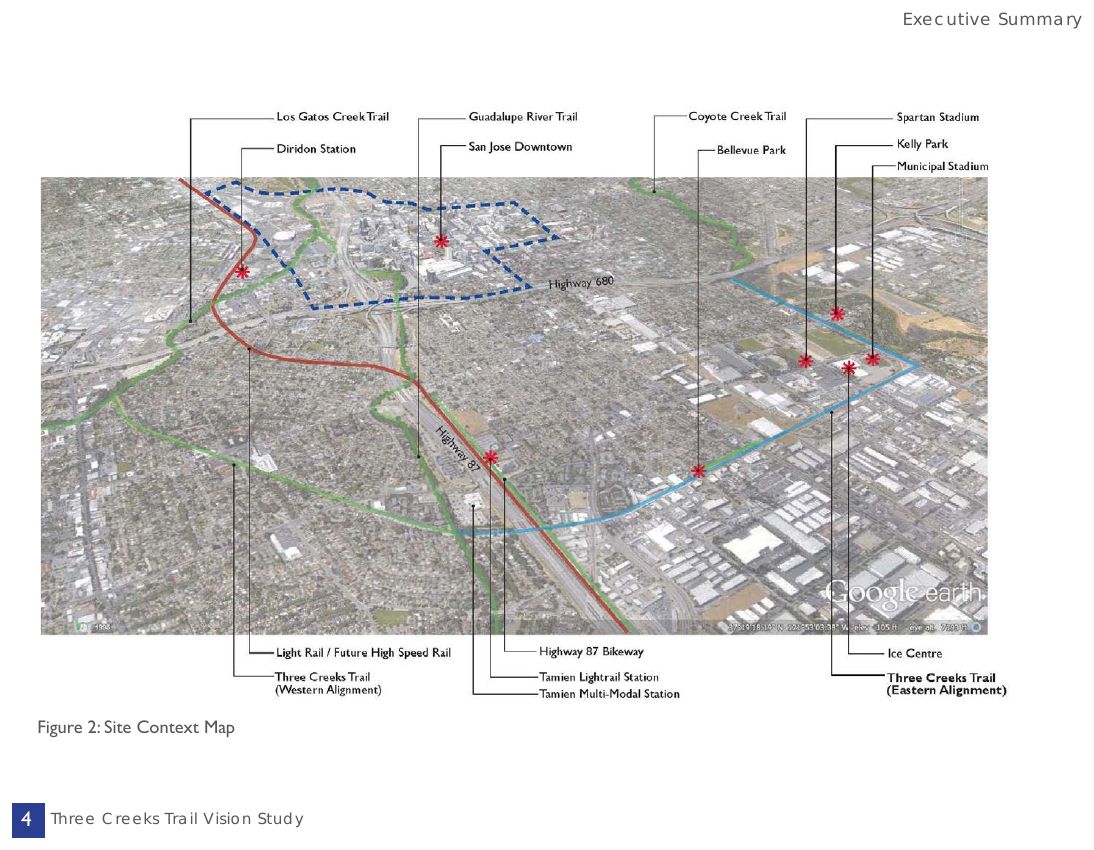 Executive Summary
Los Gatos Creek Trail
Guadalupe River Trail
Coyote Creek Trail
Spartan Stadium
Diridon Station
San Jose Downtown
Bellevue Park
Kelly Park
Municipal Stadium
Highway 680
Highway 87
Google earth
1998
Light Rail / Future High Speed Rail
Highway 87 Bikeway
Ice Centre
Three Creeks Trail
(Western Alignment)
Tamien Lightrail Station
Tamien Multi-Modal Station
Three Creeks Trail
(Eastern Alignment)
Figure 2: Site Context Map
4 Three Creeks Trail Vision Study